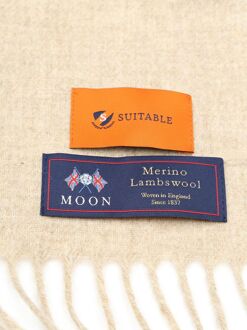 S
SUITABLE
Merino
Lambswool
Woven in England
Since 1837
MOON